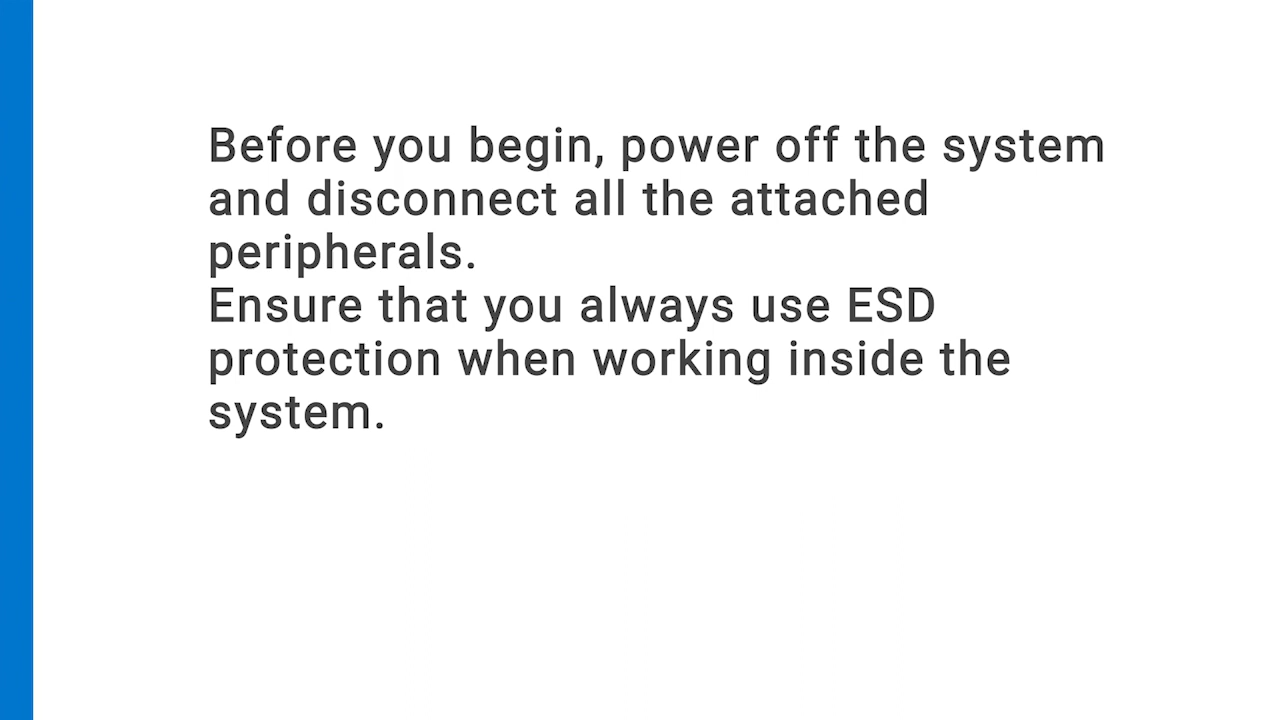 Before you begin, power off the system
and disconnect all the attached
peripherals.
Ensure that you always use ESD
protection when working inside the
system.